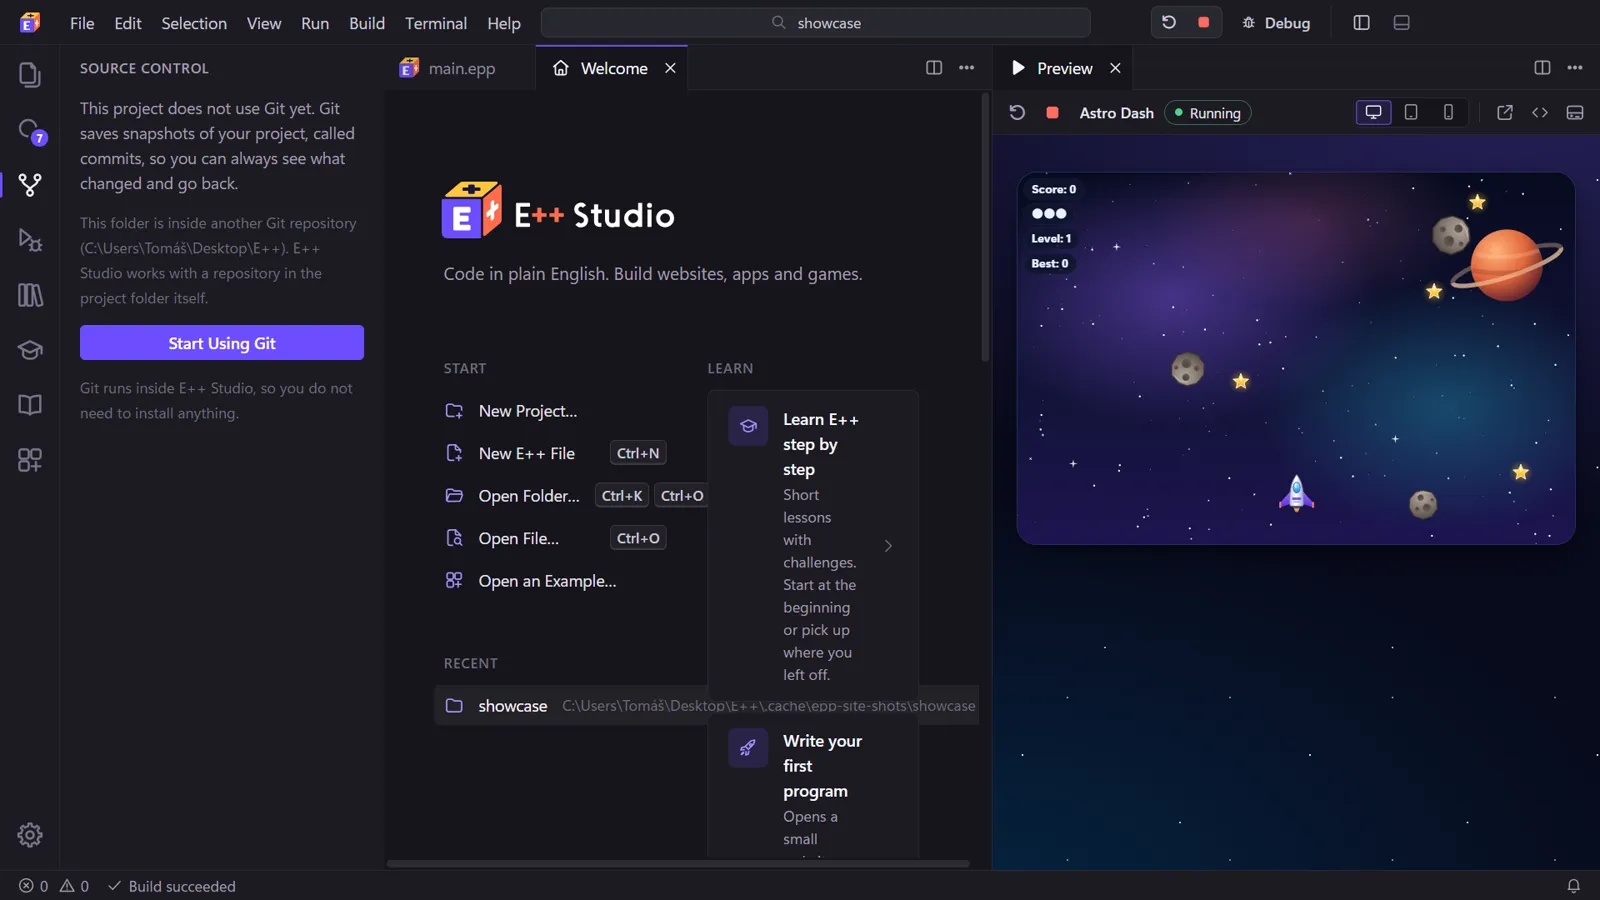 File Edit Selection View Run Build Terminal Help
showcase
Debug
SOURCE CONTROL
This project does not use Git yet. Git
saves snapshots of your project, called
commits, so you can always see what
changed and go back.
This folder is inside another Git repository
(C:\Users\Tomáš\Desktop\E++). E++
Studio works with a repository in the
project folder itself.
Start Using Git
Git runs inside E++ Studio, so you do not
need to install anything.
7
main.epp
Welcome
E
E++ Studio
Code in plain English. Build websites, apps and games.
START
New Project...
New E++ File Ctrl+N
Open Folder... Ctrl+K Ctrl+O
Open File... Ctrl+O
Open an Example...
RECENT
showcase C:\Users\Tomáš\Desktop\E++\.cache\epp-site-shots\showcase
LEARN
Learn E++
step by
step
Short
lessons
with
challenges.
Start at the
beginning
or pick up
where you
left off.
Write your
first
program
Opens a
small
Preview
Astro Dash
Running
Score: 0
Level: 1
Best: 0
0 0 Build succeeded